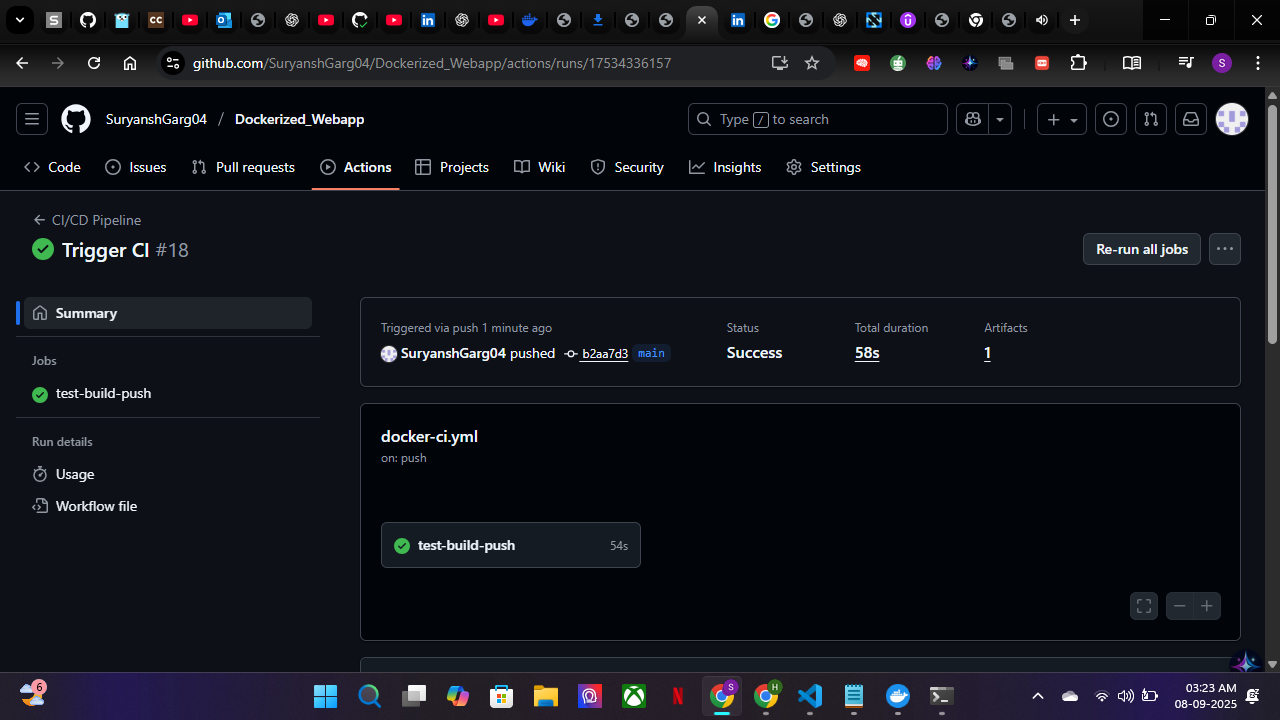 github.com/SuryanshGarg04/Dockerized_Webapp/actions/runs/17534336157
SuryanshGarg04 / Dockerized_Webapp
Type / to search
Code
Issues
Pull requests
Actions
Projects
Wiki
Security
Insights
Settings
CI/CD Pipeline
Trigger CI #18
Re-run all jobs
Summary
Jobs
test-build-push
Run details
Usage
Workflow file
Triggered via push 1 minute ago
SuryanshGarg04 pushed b2aa7d3 main
Status
Success
Total duration
58s
Artifacts
1
docker-ci.yml
on: push
test-build-push 54s
6
03:23 AM
08-09-2025